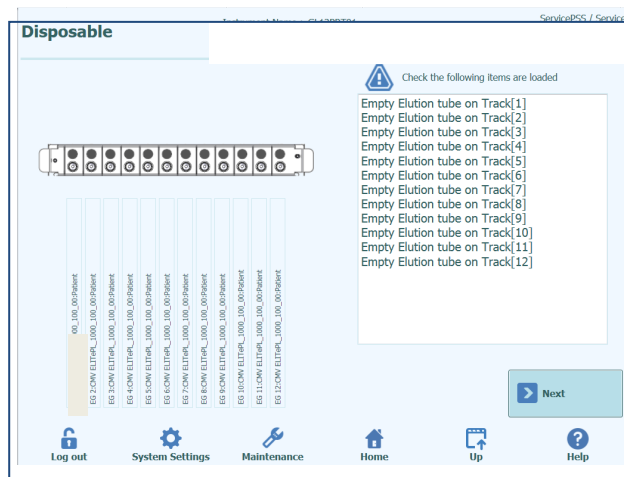 ServicePSS / Service
Disposable
Check the following items are loaded
Empty Elution tube on Track[1]
Empty Elution tube on Track[2]
Empty Elution tube on Track[3]
Empty Elution tube on Track[4]
Empty Elution tube on Track[5]
Empty Elution tube on Track[6]
Empty Elution tube on Track[7]
Empty Elution tube on Track[8]
Empty Elution tube on Track[9]
Empty Elution tube on Track[10]
Empty Elution tube on Track[11]
Empty Elution tube on Track[12]
00_100_00:Patient
EG 2:CMV ELITePL_1000_100_00:Patient
EG 3:CMV ELITePL_1000_100_00:Patient
EG 4:CMV ELITePL_1000_100_00:Patient
EG 5:CMV ELITePL_1000_100_00:Patient
EG 6:CMV ELITePL_1000_100_00:Patient
EG 7:CMV ELITePL_1000_100_00:Patient
EG 8:CMV ELITePL_1000_100_00:Patient
EG 9:CMV ELITePL_1000_100_00:Patient
EG 10:CMV ELITePL_1000_100_00:Patient
EG 11:CMV ELITePL_1000_100_00:Patient
EG 12:CMV ELITePL_1000_100_00:Patient
Next
Log out
System Settings
Maintenance
Home
Up
Help